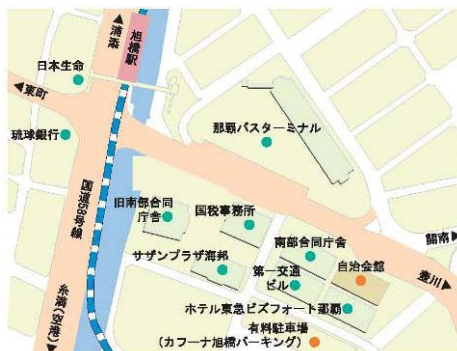 ▲浦添
旭橋駅
日本生命
◀東町
琉球銀行
国道58号線
糸満(空港)▼
那覇バスターミナル
旧南部合同
庁舎
国税事務所
サザンプラザ海邦
南部合同庁舎
第一交通
ビル
自治会館
ホテル東急ビズフォート那覇
有料駐車場
(カフーナ旭橋パーキング)
開南▶
壺川▶